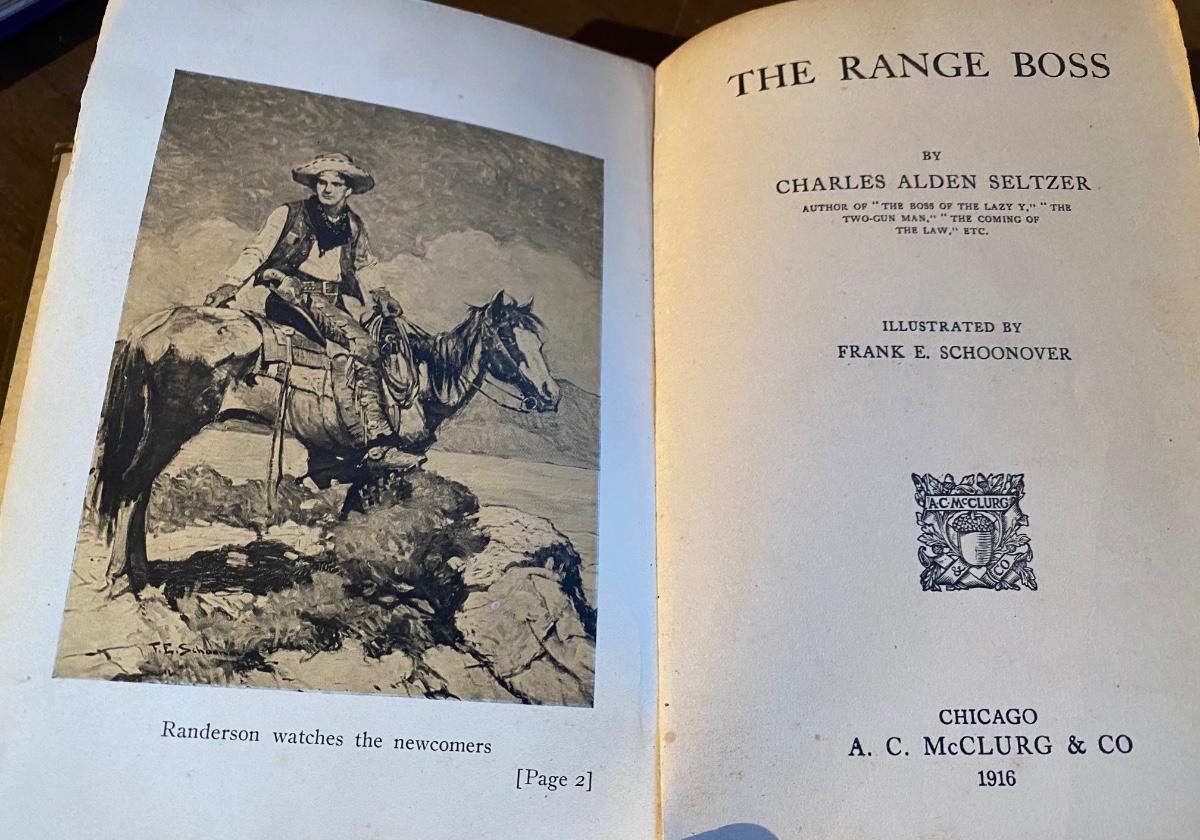 Randerson watches the newcomers
[Page 2]
THE RANGE BOSS
BY
CHARLES ALDEN SELTZER
AUTHOR OF "THE BOSS OF THE LAZY Y," "THE
TWO-GUN MAN," "THE COMING OF
THE LAW," ETC.
ILLUSTRATED BY
FRANK E. SCHOONOVER
A·C·McCLURG
& CO
CHICAGO
A. C. McCLURG & CO
1916